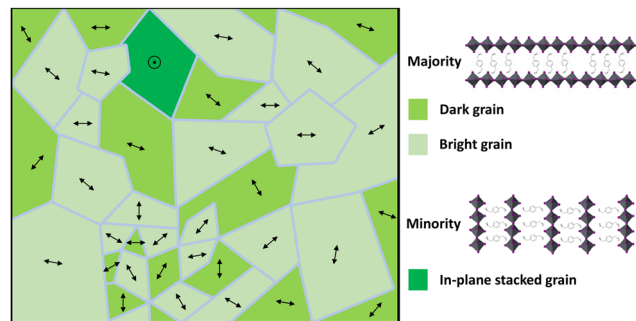 Majority
Dark grain
Bright grain
Minority
In-plane stacked grain